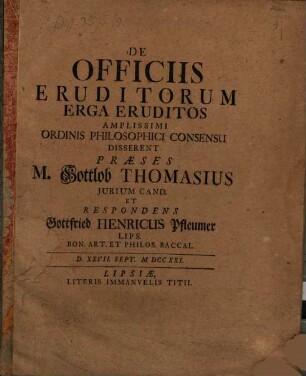 DE
OFFICIIS
ERUDITORUM
ERGA ERUDITOS
AMPLISSIMI
ORDINIS PHILOSOPHICI CONSENSU
DISSERENT
PRÆSES
M. Gottlob THOMASIUS
JURIUM CAND.
ET
RESPONDENS
Gottfried HENRICUS Pfleumer
LIPS.
BON. ART. ET PHILOS. BACCAL.
D. XXVII. SEPT. M DCC XXI.
LIPSIÆ,
LITERIS IMMANVELIS TITII.